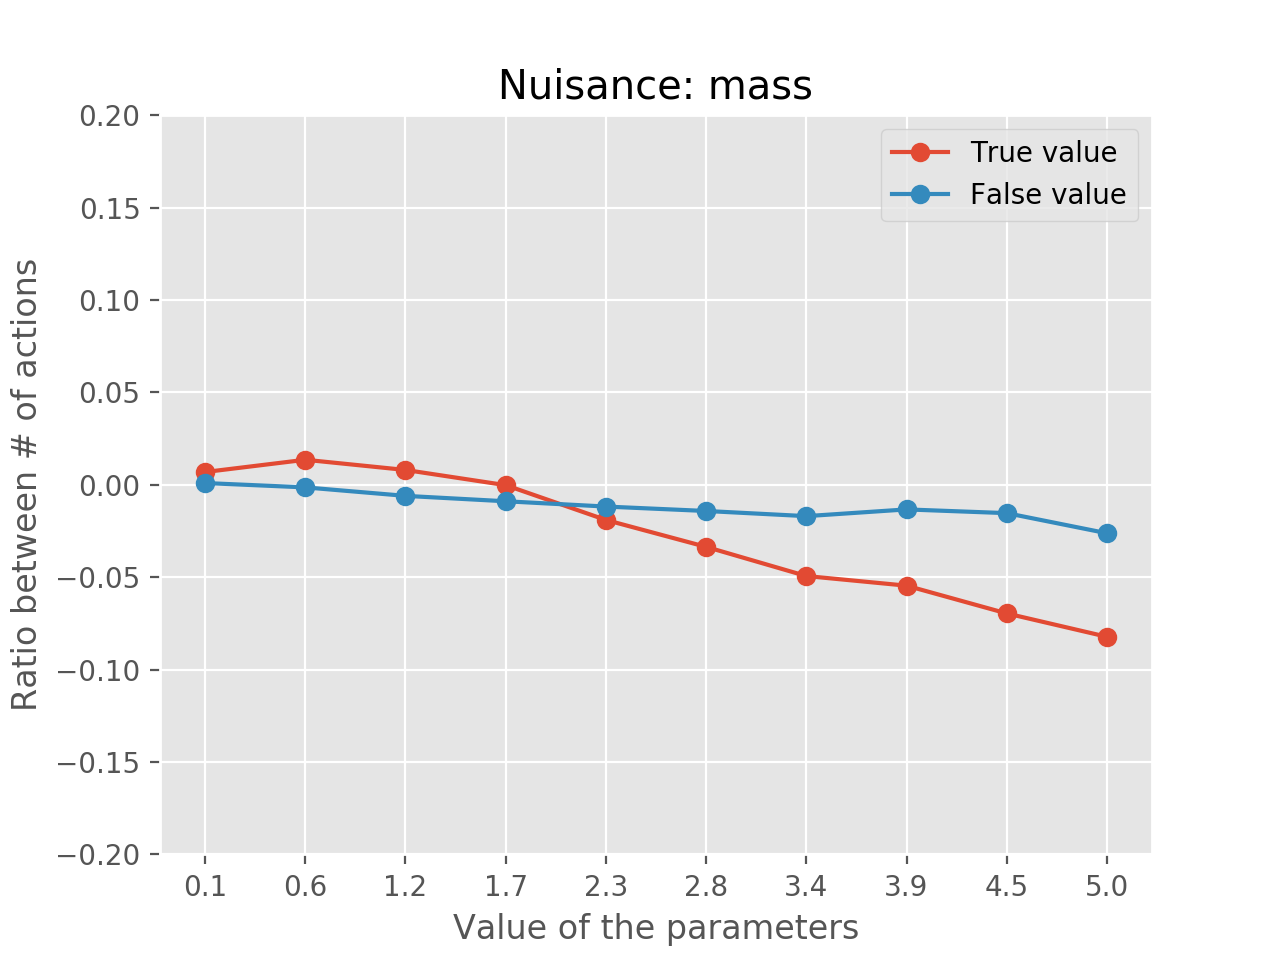 Nuisance: mass
True value
False value
Ratio between # of actions
0.20
0.15
0.10
0.05
0.00
−0.05
−0.10
−0.15
−0.20
0.1 0.6 1.2 1.7 2.3 2.8 3.4 3.9 4.5 5.0
Value of the parameters